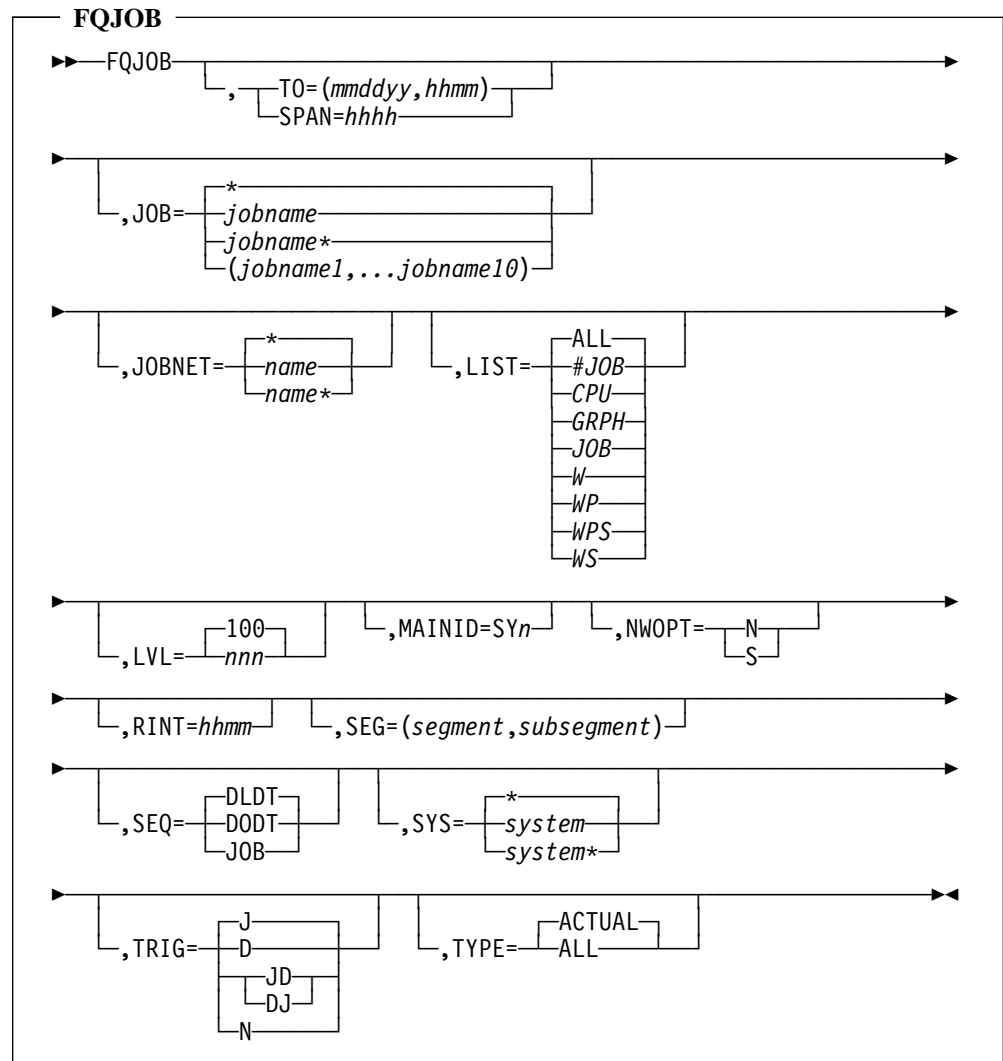 FQJOB
FQJOB
, TO=(mmddyy,hhmm)
SPAN=hhhh
,JOB= *
jobname
jobname*
(jobname1,...jobname10)
,JOBNET= *
name
name*
,LIST= ALL
#JOB
CPU
GRPH
JOB
W
WP
WPS
WS
,LVL= 100
nnn
,MAINID=SYn
,NWOPT= N
S
,RINT=hhmm
,SEG=(segment,subsegment)
,SEQ= DLDT
DODT
JOB
,SYS= *
system
system*
,TRIG= J
D
JD
DJ
N
,TYPE= ACTUAL
ALL